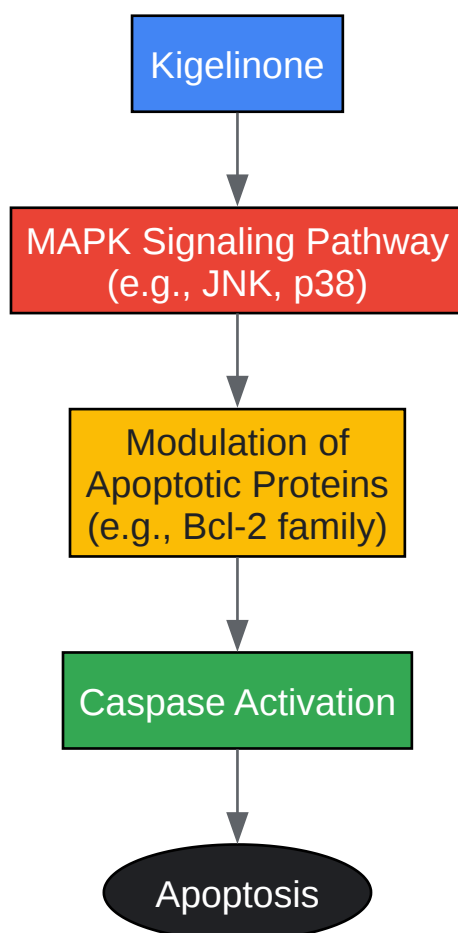 Kigelinone
MAPK Signaling Pathway
(e.g., JNK, p38)
Modulation of
Apoptotic Proteins
(e.g., Bcl-2 family)
Caspase Activation
Apoptosis